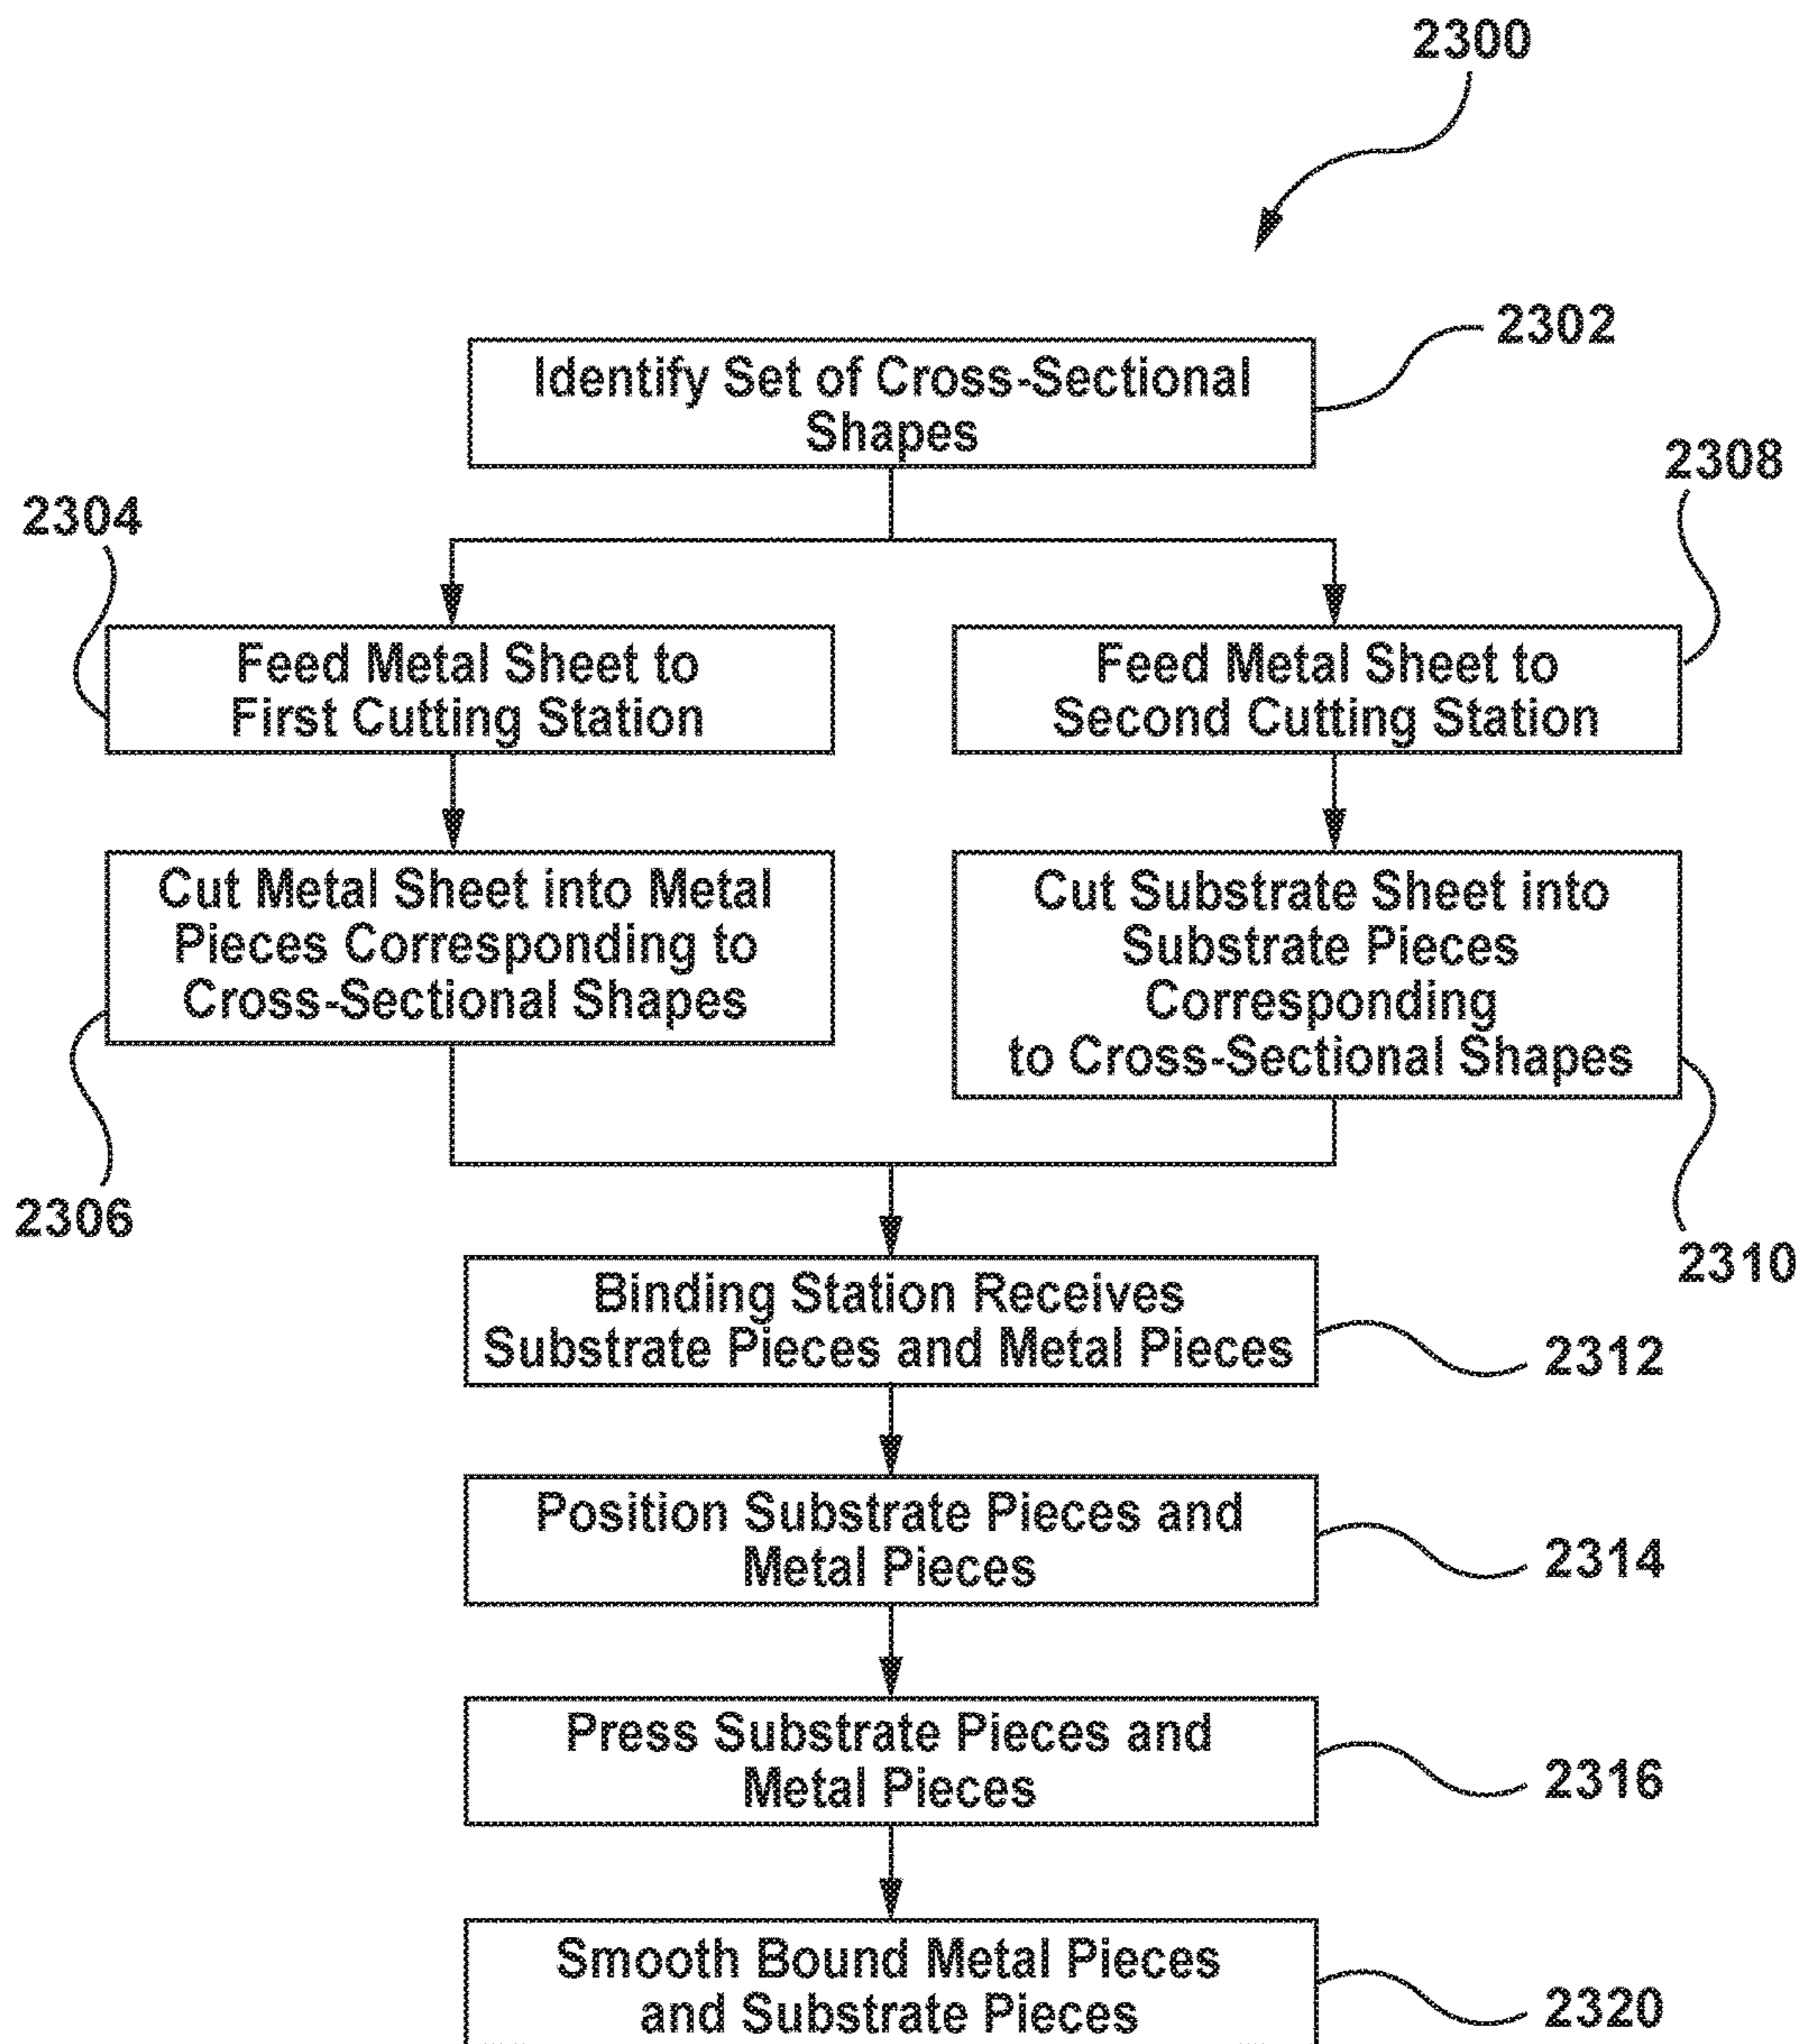 2300
2302
Identify Set of Cross-Sectional
Shapes
2304
2308
Feed Metal Sheet to
First Cutting Station
Feed Metal Sheet to
Second Cutting Station
Cut Metal Sheet into Metal
Pieces Corresponding to
Cross-Sectional Shapes
Cut Substrate Sheet into
Substrate Pieces
Corresponding
to Cross-Sectional Shapes
2306
2310
Binding Station Receives
Substrate Pieces and Metal Pieces
2312
Position Substrate Pieces and
Metal Pieces
2314
Press Substrate Pieces and
Metal Pieces
2316
Smooth Bound Metal Pieces
and Substrate Pieces
2320